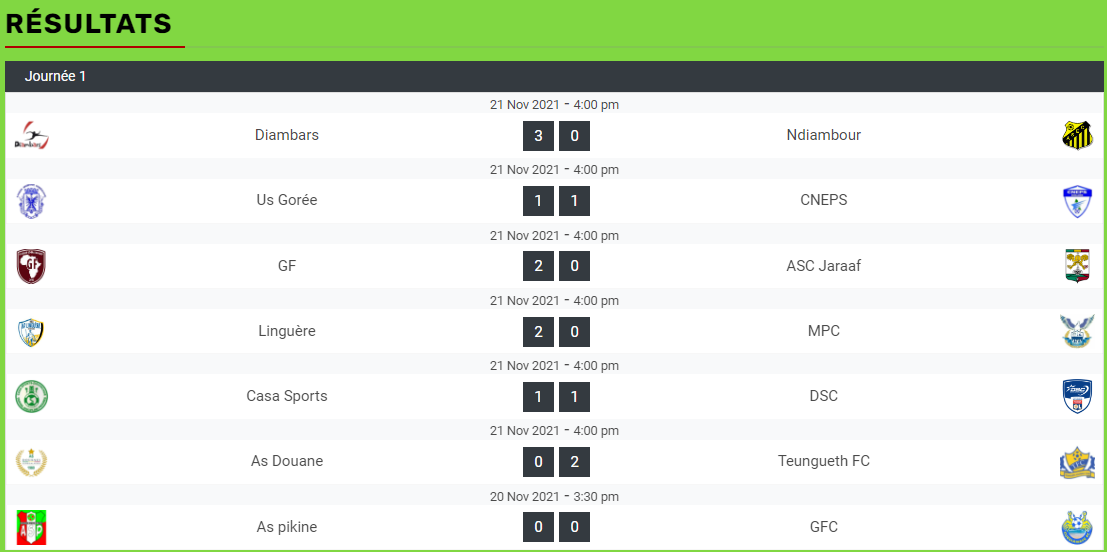 RÉSULTATS
Journée 1
21 Nov 2021 - 4:00 pm
Diambars 3 0 Ndiambour
21 Nov 2021 - 4:00 pm
Us Gorée 1 1 CNEPS
21 Nov 2021 - 4:00 pm
GF 2 0 ASC Jaraaf
21 Nov 2021 - 4:00 pm
Linguère 2 0 MPC
21 Nov 2021 - 4:00 pm
Casa Sports 1 1 DSC
21 Nov 2021 - 4:00 pm
As Douane 0 2 Teungueth FC
20 Nov 2021 - 3:30 pm
As pikine 0 0 GFC